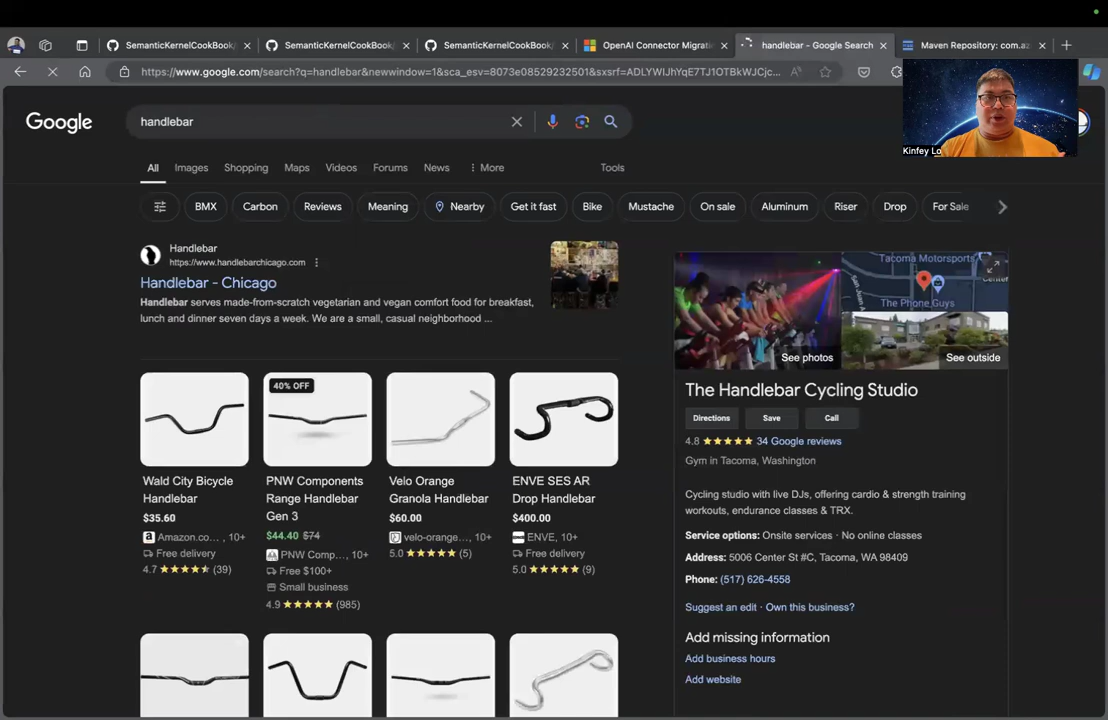 SemanticKernelCookBook/
SemanticKernelCookBook/
SemanticKernelCookBook/
OpenAI Connector Migrati
handlebar - Google Search
Maven Repository: com.az
https://www.google.com/search?q=handlebar&newwindow=1&sca_esv=8073e08529232501&sxsrf=ADLYWIJhYqE7TJ1OTBkWJCjc...
Kinfey Lo
Google
handlebar
All
Images
Shopping
Maps
Videos
Forums
News
More
Tools
BMX
Carbon
Reviews
Meaning
Nearby
Get it fast
Bike
Mustache
On sale
Aluminum
Riser
Drop
For Sale
Handlebar
https://www.handlebarchicago.com
Handlebar - Chicago
Handlebar serves made-from-scratch vegetarian and vegan comfort food for breakfast,
lunch and dinner seven days a week. We are a small, casual neighborhood ...
40% OFF
Wald City Bicycle
Handlebar
$35.60
Amazon.co... , 10+
Free delivery
4.7 (39)
PNW Components
Range Handlebar
Gen 3
$44.40 $74
PNW Comp... , 10+
Free $100+
Small business
4.9 (985)
Velo Orange
Granola Handlebar
$60.00
velo-orange... , 10+
5.0 (5)
ENVE SES AR
Drop Handlebar
$400.00
ENVE, 10+
Free delivery
5.0 (9)
Tacoma Motorsports
Center
San Juan
The Phone Guys
See photos
See outside
The Handlebar Cycling Studio
Directions
Save
Call
4.8 34 Google reviews
Gym in Tacoma, Washington
Cycling studio with live DJs, offering cardio & strength training
workouts, endurance classes & TRX.
Service options: Onsite services · No online classes
Address: 5006 Center St #C, Tacoma, WA 98409
Phone: (517) 626-4558
Suggest an edit · Own this business?
Add missing information
Add business hours
Add website